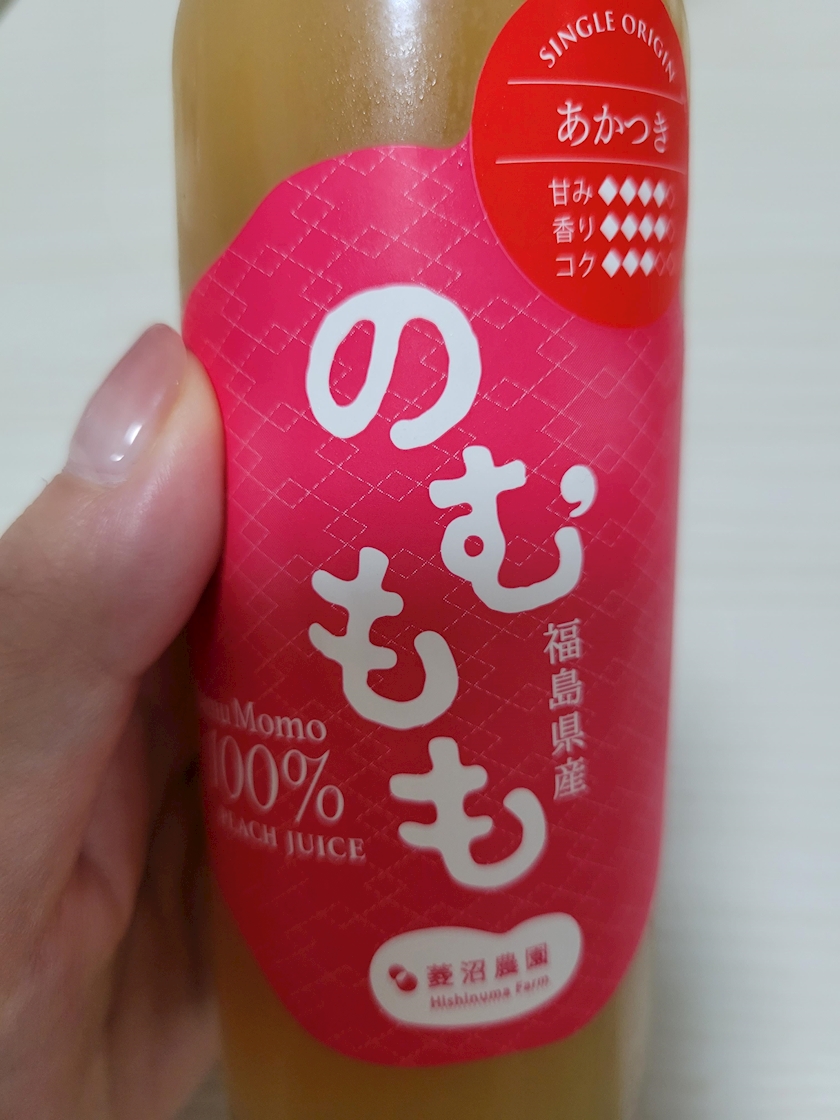 SINGLE ORIGIN
あかつき
甘み
香り
コク
のむ
もも
福島県産
Momo
100%
PEACH JUICE
菱沼農園
Hishinuma Farm